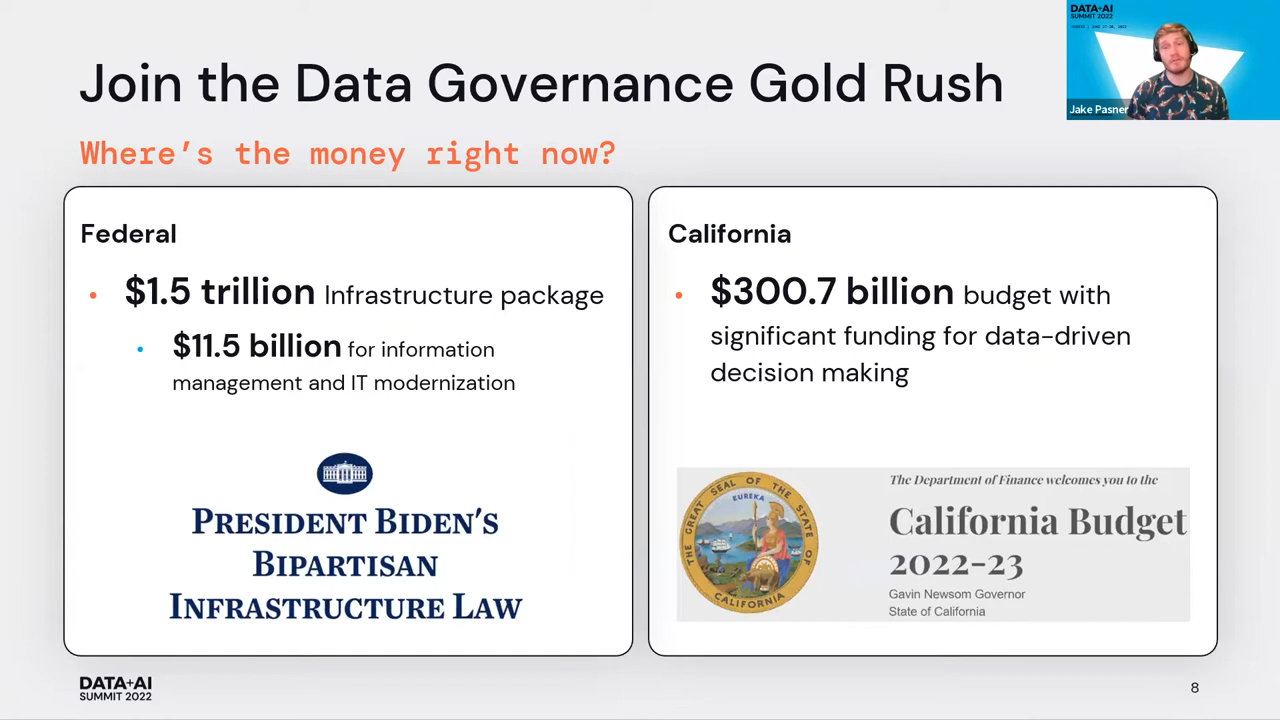 Join the Data Governance Gold Rush
Where's the money right now?
DATA+AI
SUMMIT 2022
Jake Pasner
Federal
• $1.5 trillion Infrastructure package
• $11.5 billion for information
management and IT modernization
PRESIDENT BIDEN'S
BIPARTISAN
INFRASTRUCTURE LAW
California
• $300.7 billion budget with
significant funding for data-driven
decision making
THE GREAT SEAL OF THE STATE OF CALIFORNIA
EUREKA
The Department of Finance welcomes you to the
California Budget
2022-23
Gavin Newsom Governor
State of California
DATA+AI
SUMMIT 2022
8